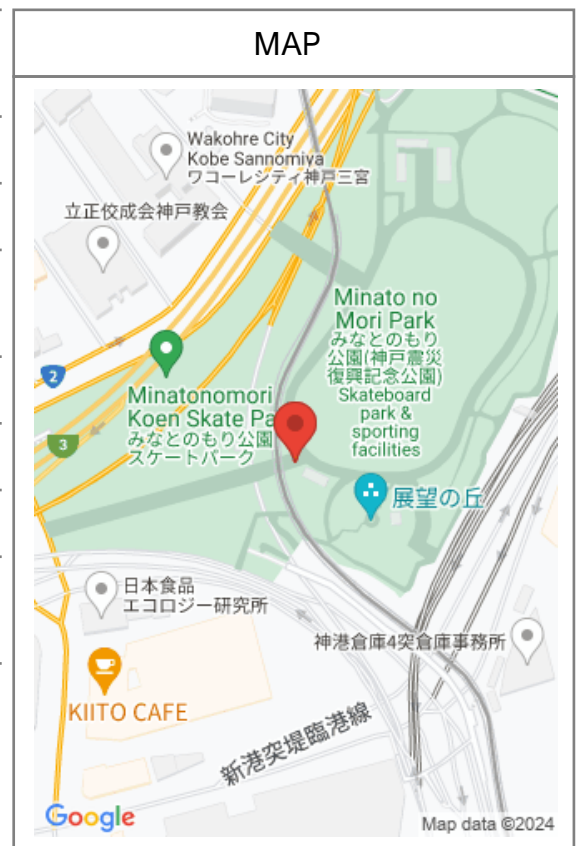 MAP
Wakohre City
Kobe Sannomiya
ワコーレシティ神戸三宮
立正佼成会神戸教会
Minato no
Mori Park
みなとのもり
公園(神戸震災
復興記念公園)
Skateboard
park &
sporting
facilities
2
Minatonomori
Koen Skate Pa
みなとのもり公園
スケートパーク
3
展望の丘
日本食品
エコロジー研究所
神港倉庫4突倉庫事務所
KIITO CAFE
新港突堤臨港線
Google
Map data ©2024